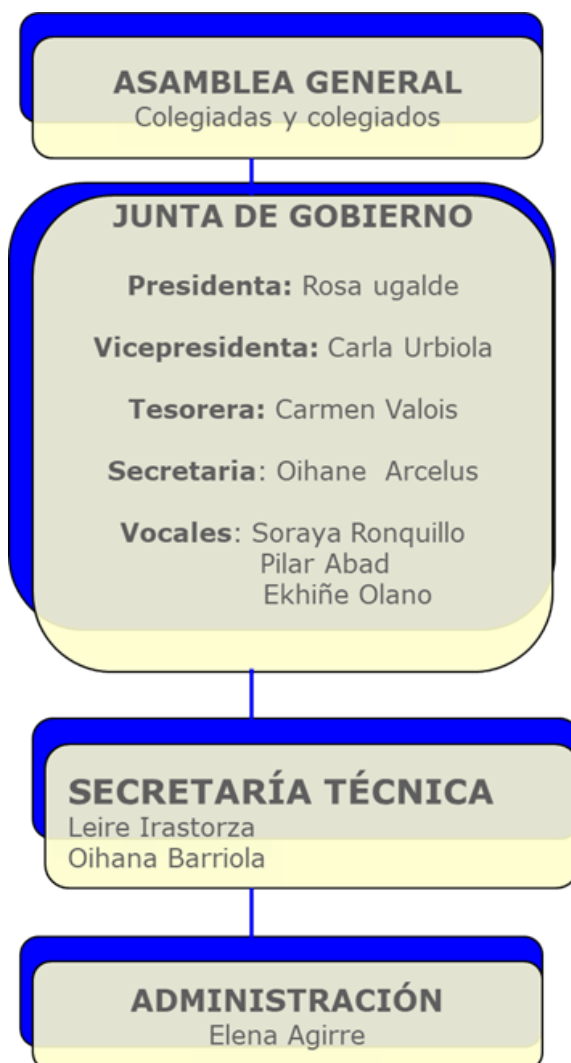 ASAMBLEA GENERAL
Colegiadas y colegiados
JUNTA DE GOBIERNO
Presidenta: Rosa ugalde
Vicepresidenta: Carla Urbiola
Tesorera: Carmen Valois
Secretaria: Oihane Arcelus
Vocales: Soraya Ronquillo
Pilar Abad
Ekhiñe Olano
SECRETARÍA TÉCNICA
Leire Irastorza
Oihana Barriola
ADMINISTRACIÓN
Elena Agirre